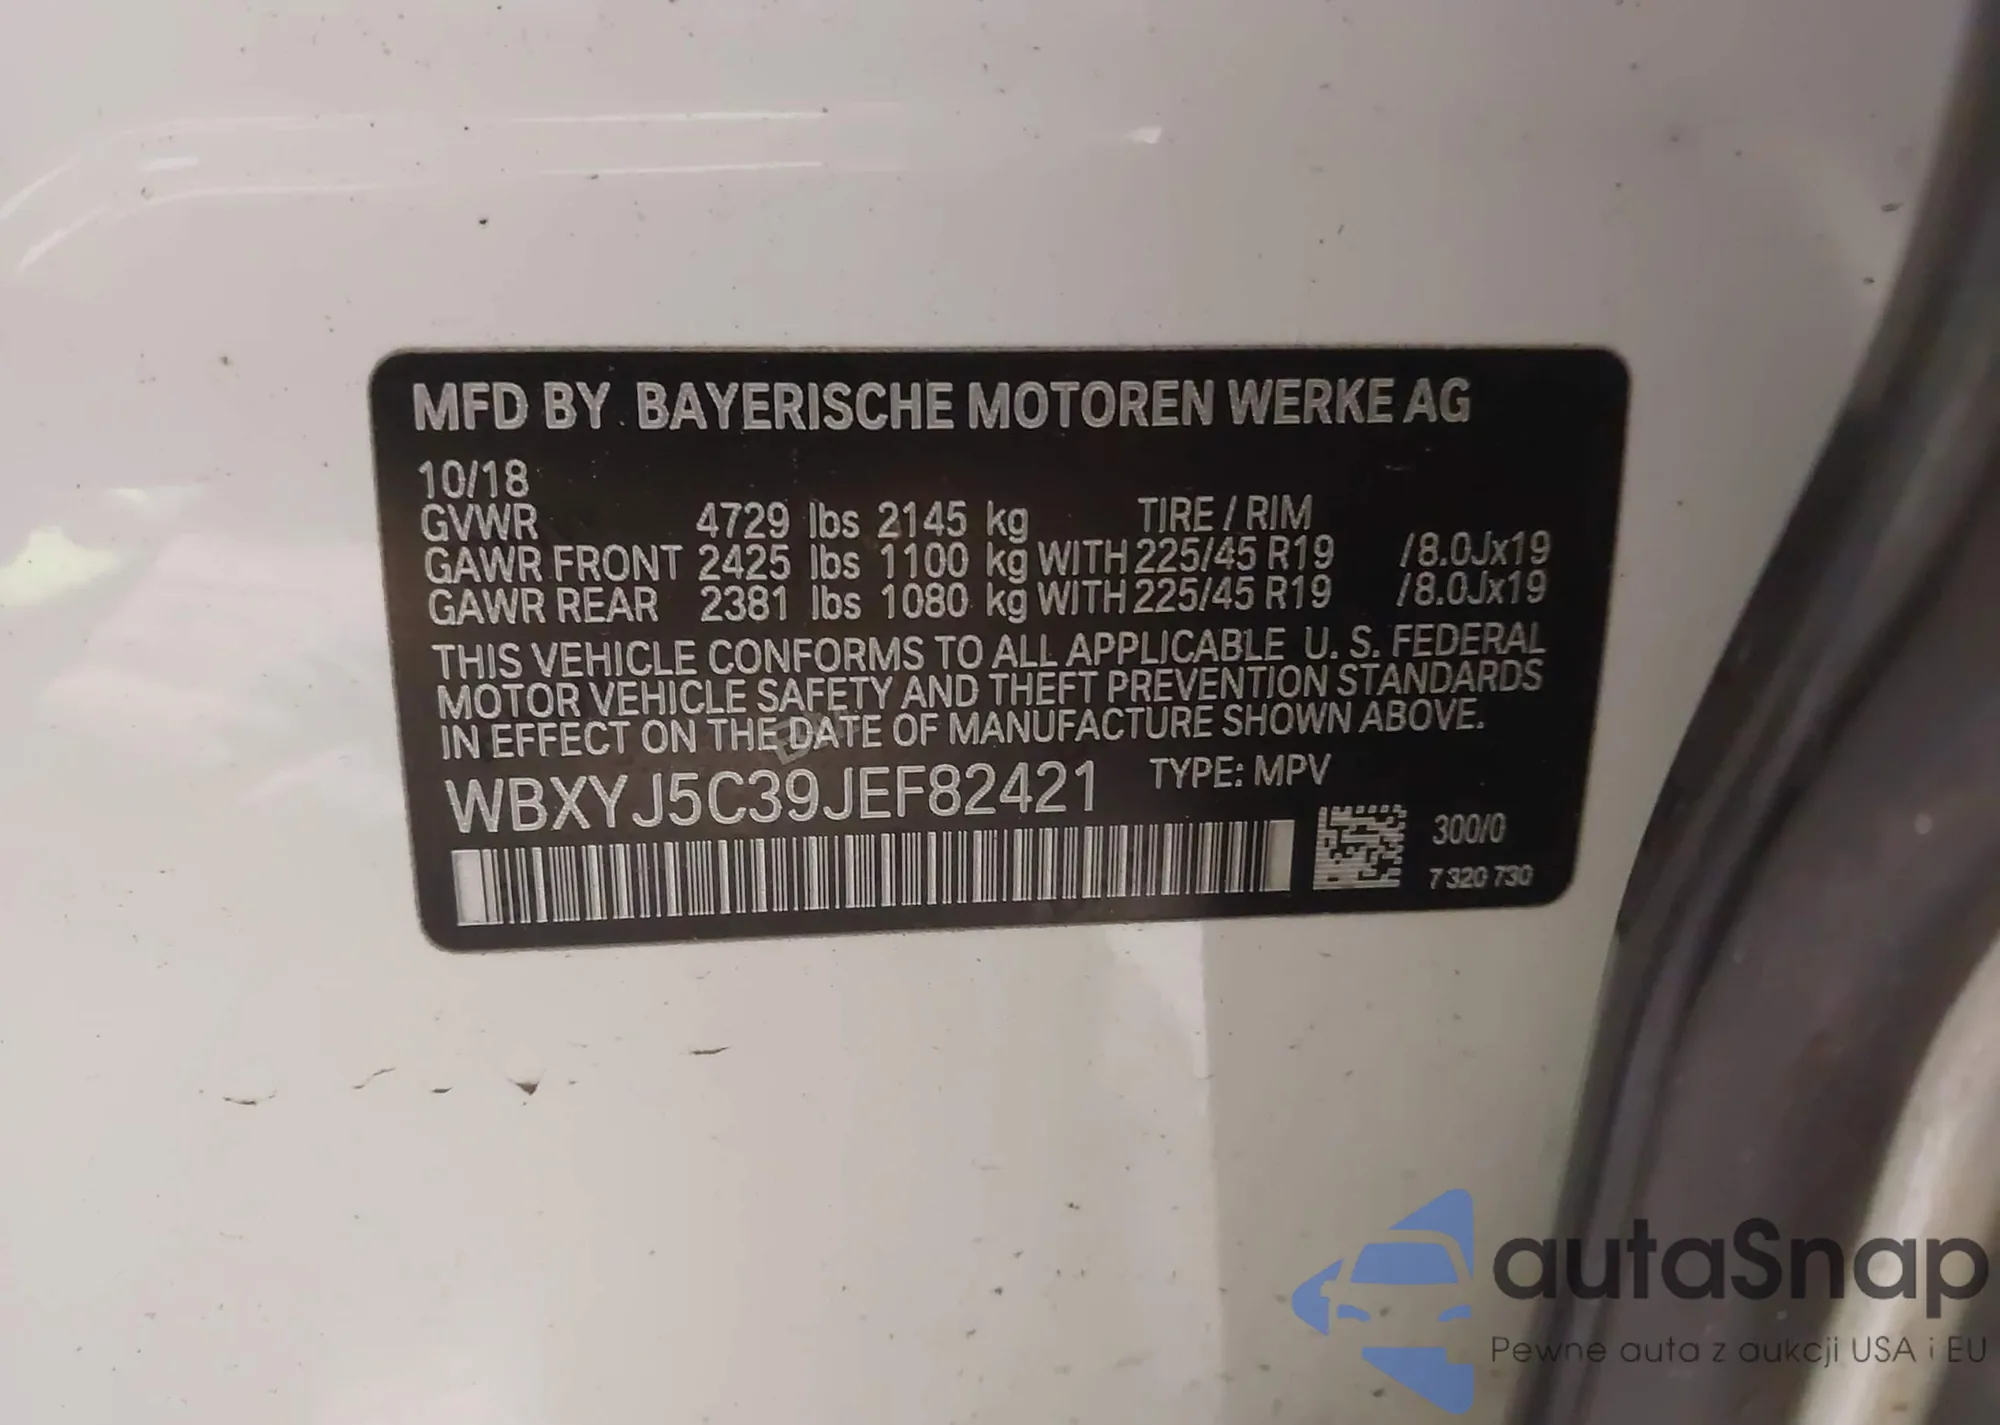 MFD BY BAYERISCHE MOTOREN WERKE AG
10/18
GVWR 4729 lbs 2145 kg TIRE / RIM
GAWR FRONT 2425 lbs 1100 kg WITH 225/45 R19 /8.0Jx19
GAWR REAR 2381 lbs 1080 kg WITH 225/45 R19 /8.0Jx19
THIS VEHICLE CONFORMS TO ALL APPLICABLE U. S. FEDERAL
MOTOR VEHICLE SAFETY AND THEFT PREVENTION STANDARDS
IN EFFECT ON THE DATE OF MANUFACTURE SHOWN ABOVE.
WBXYJ5C39JEF82421 TYPE: MPV
300/0
7 320 730
autaSnap
Pewne auta z aukcji USA i EU